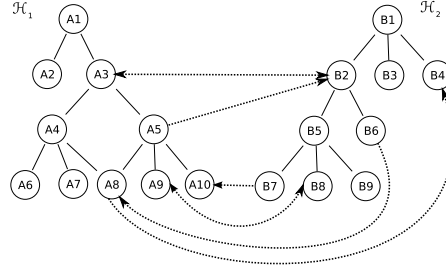 ℋ₁ A1 B1 ℋ₂
A2 A3 B2 B3 B4
A4 A5 B5 B6
A6 A7 A8 A9 A10 B7 B8 B9